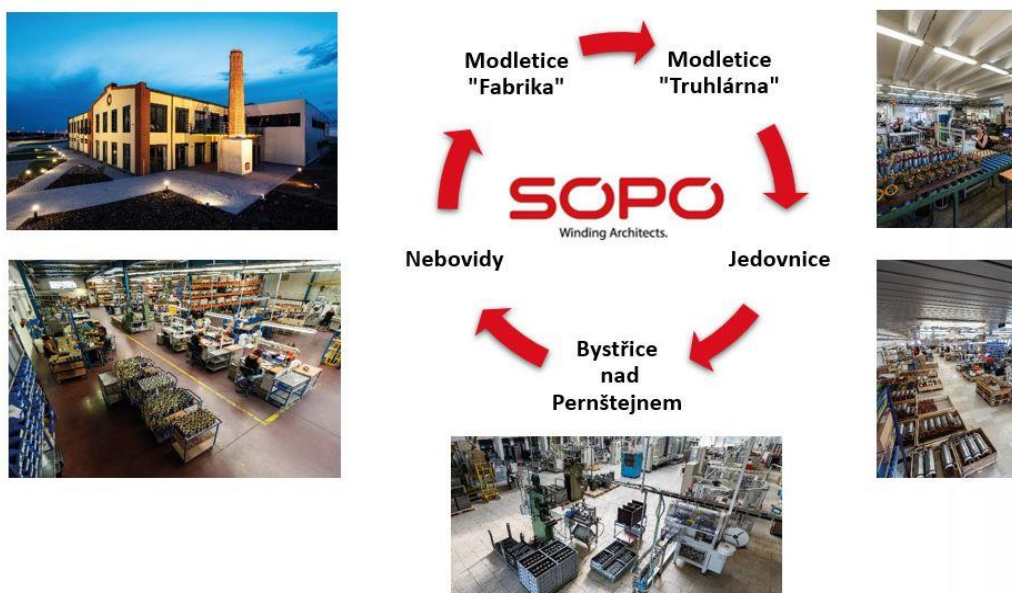 Modletice
"Fabrika"
Modletice
"Truhlárna"
SOPO
Winding Architects.
Nebovidy
Jedovnice
Bystřice
nad
Pernštejnem